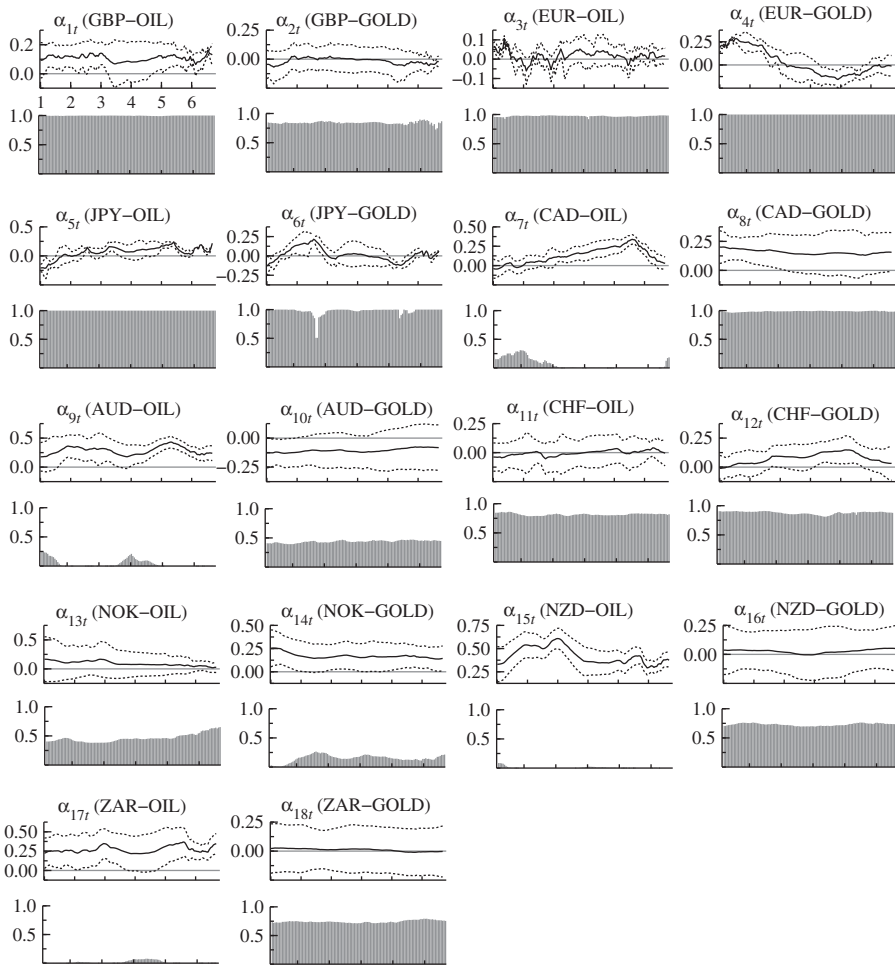 α1t (GBP–OIL) α2t (GBP–GOLD) α3t (EUR–OIL) α4t (EUR–GOLD)
0.2 0.25 0.1 0.25
0.0 0.00 0.0 0.00
−0.1
1 2 3 4 5 6
1.0 1.0 1.0 1.0
0.5 0.5 0.5 0.5
α5t (JPY–OIL) α6t (JPY–GOLD) α7t (CAD–OIL) α8t (CAD–GOLD)
0.5 0.25 0.50 0.25
0.0 0.00 0.25 0.00
−0.25 0.00
1.0 1.0 1.0 1.0
0.5 0.5 0.5 0.5
α9t (AUD–OIL) α10t (AUD–GOLD) α11t (CHF–OIL) α12t (CHF–GOLD)
0.5 0.00 0.25 0.25
0.0 −0.25 0.00 0.00
1.0 1.0 1.0 1.0
0.5 0.5 0.5 0.5
α13t (NOK–OIL) α14t (NOK–GOLD) α15t (NZD–OIL) α16t (NZD–GOLD)
0.5 0.50 0.75 0.25
0.0 0.25 0.50 0.00
0.00 0.25
1.0 1.0 1.0 1.0
0.5 0.5 0.5 0.5
α17t (ZAR–OIL) α18t (ZAR–GOLD)
0.50 0.25
0.25 0.00
0.00
1.0 1.0
0.5 0.5